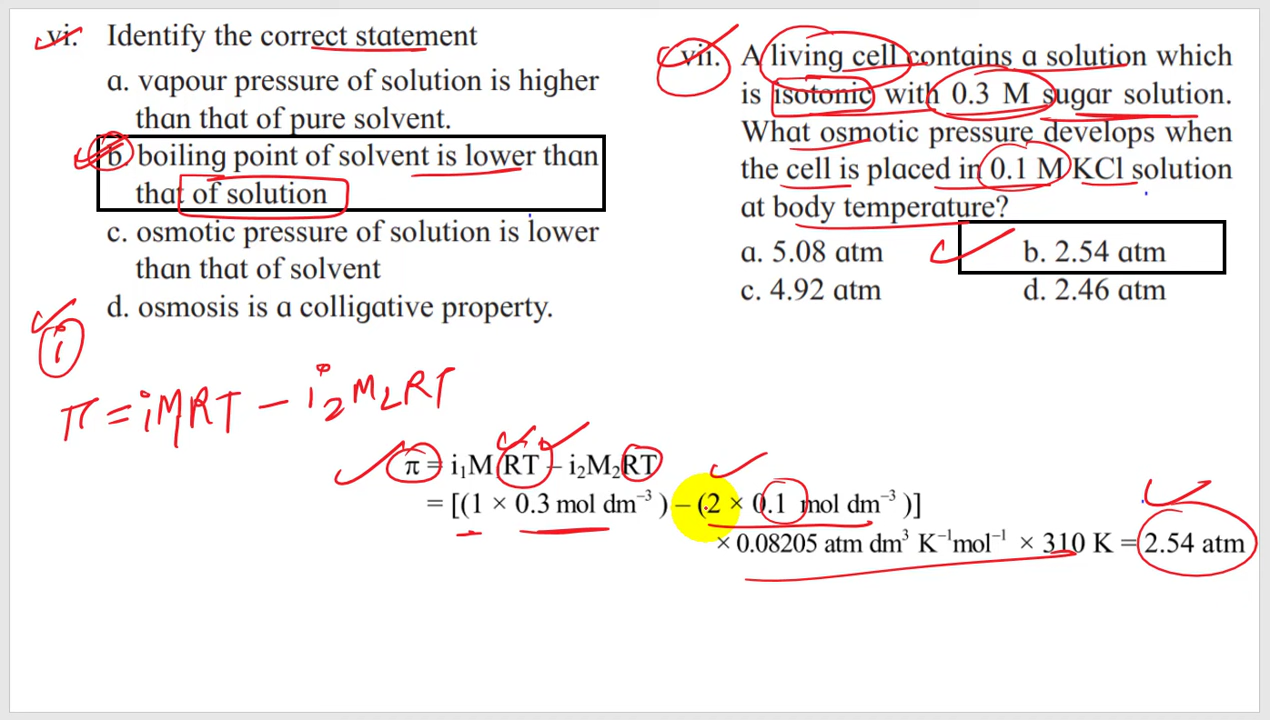 vi. Identify the correct statement
a. vapour pressure of solution is higher
than that of pure solvent.
b. boiling point of solvent is lower than
that of solution
c. osmotic pressure of solution is lower
than that of solvent
d. osmosis is a colligative property.
i
π = iMRT − i₂M₂RT
vii. A living cell contains a solution which
is isotonic with 0.3 M sugar solution.
What osmotic pressure develops when
the cell is placed in 0.1 M KCl solution
at body temperature?
a. 5.08 atm b. 2.54 atm
c. 4.92 atm d. 2.46 atm
π = i₁M RT − i₂M₂RT
= [(1 × 0.3 mol dm⁻³ ) − (2 × 0.1 mol dm⁻³ )]
× 0.08205 atm dm³ K⁻¹mol⁻¹ × 310 K = 2.54 atm